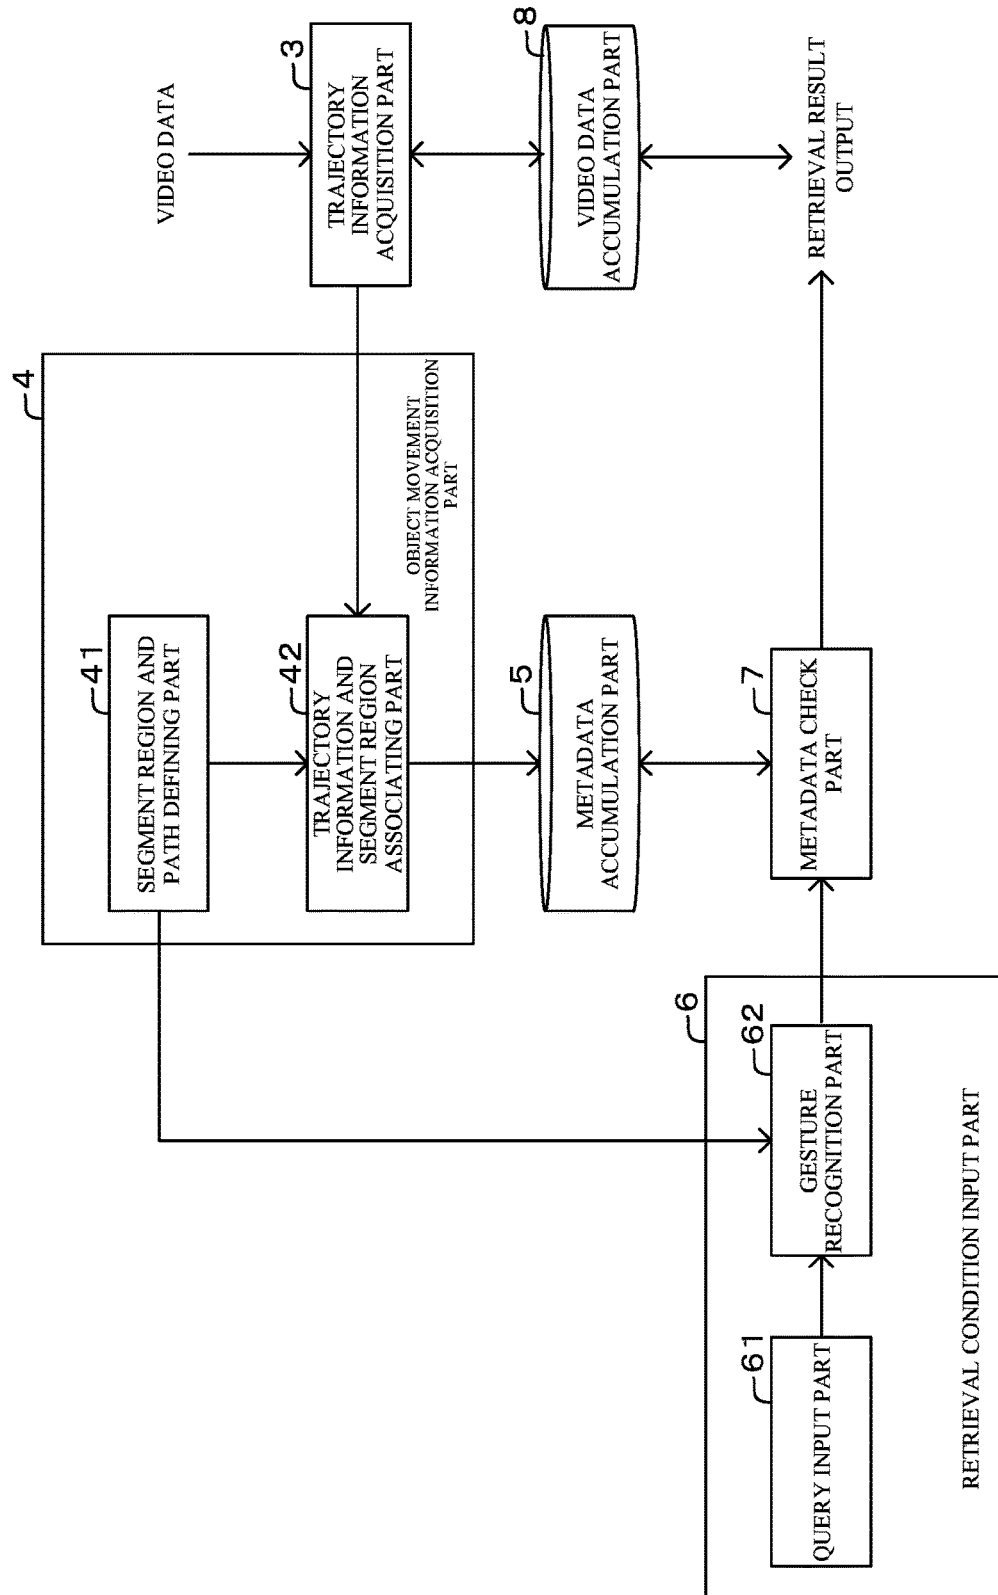 VIDEO DATA
3
TRAJECTORY
INFORMATION
ACQUISITION PART
8
VIDEO DATA
ACCUMULATION PART
RETRIEVAL RESULT
OUTPUT
4
OBJECT MOVEMENT
INFORMATION ACQUISITION
PART
41
SEGMENT REGION AND
PATH DEFINING PART
42
TRAJECTORY
INFORMATION AND
SEGMENT REGION
ASSOCIATING PART
5
METADATA
ACCUMULATION PART
7
METADATA CHECK
PART
6
62
GESTURE
RECOGNITION PART
61
QUERY INPUT PART
RETRIEVAL CONDITION INPUT PART